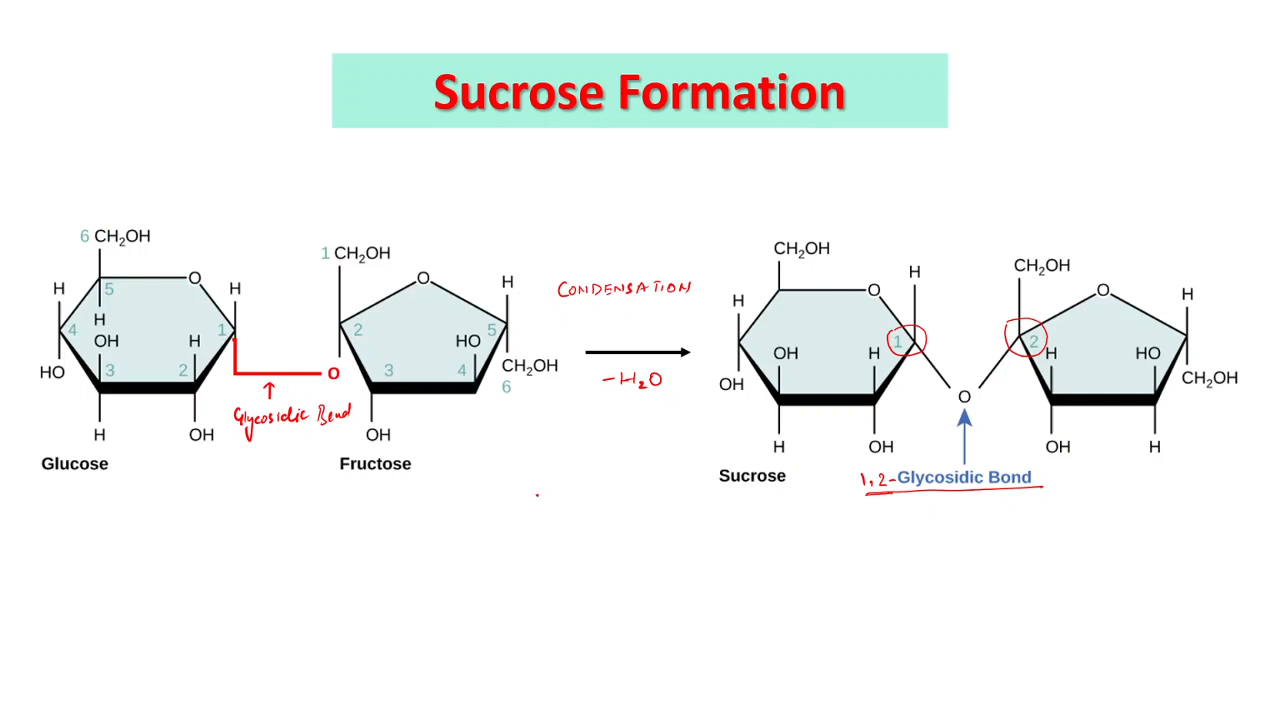 Sucrose Formation
6 CH2OH
H
5
O
H
H
4
OH
H
1
HO
3
2
H
OH
O
Glycosidic Bond
Glucose
1 CH2OH
O
H
2
5
HO
3
4
CH2OH
6
OH
Fructose
CONDENSATION
-H2O
CH2OH
H
O
H
OH
H
1
OH
H
OH
O
CH2OH
O
H
2
H
HO
CH2OH
OH
H
Sucrose
1,2-Glycosidic Bond